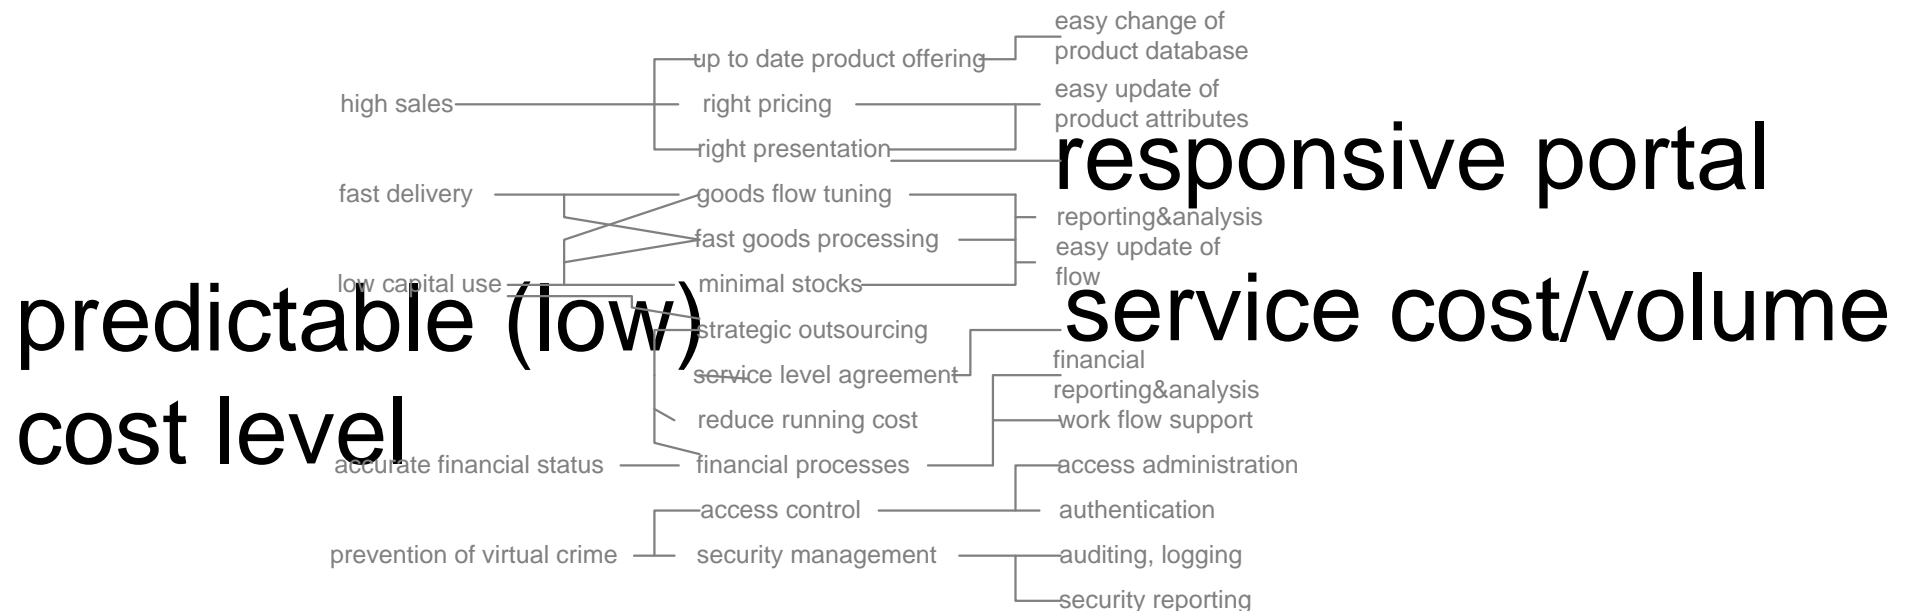 easy change of
product database
up to date product offering
high sales
right pricing
easy update of
product attributes
right presentation
responsive portal
fast delivery
goods flow tuning
reporting&analysis
fast goods processing
easy update of
flow
low capital use
minimal stocks
predictable (low)
cost level
strategic outsourcing
service cost/volume
service level agreement
financial
reporting&analysis
reduce running cost
work flow support
accurate financial status
financial processes
access administration
access control
authentication
prevention of virtual crime
security management
auditing, logging
security reporting